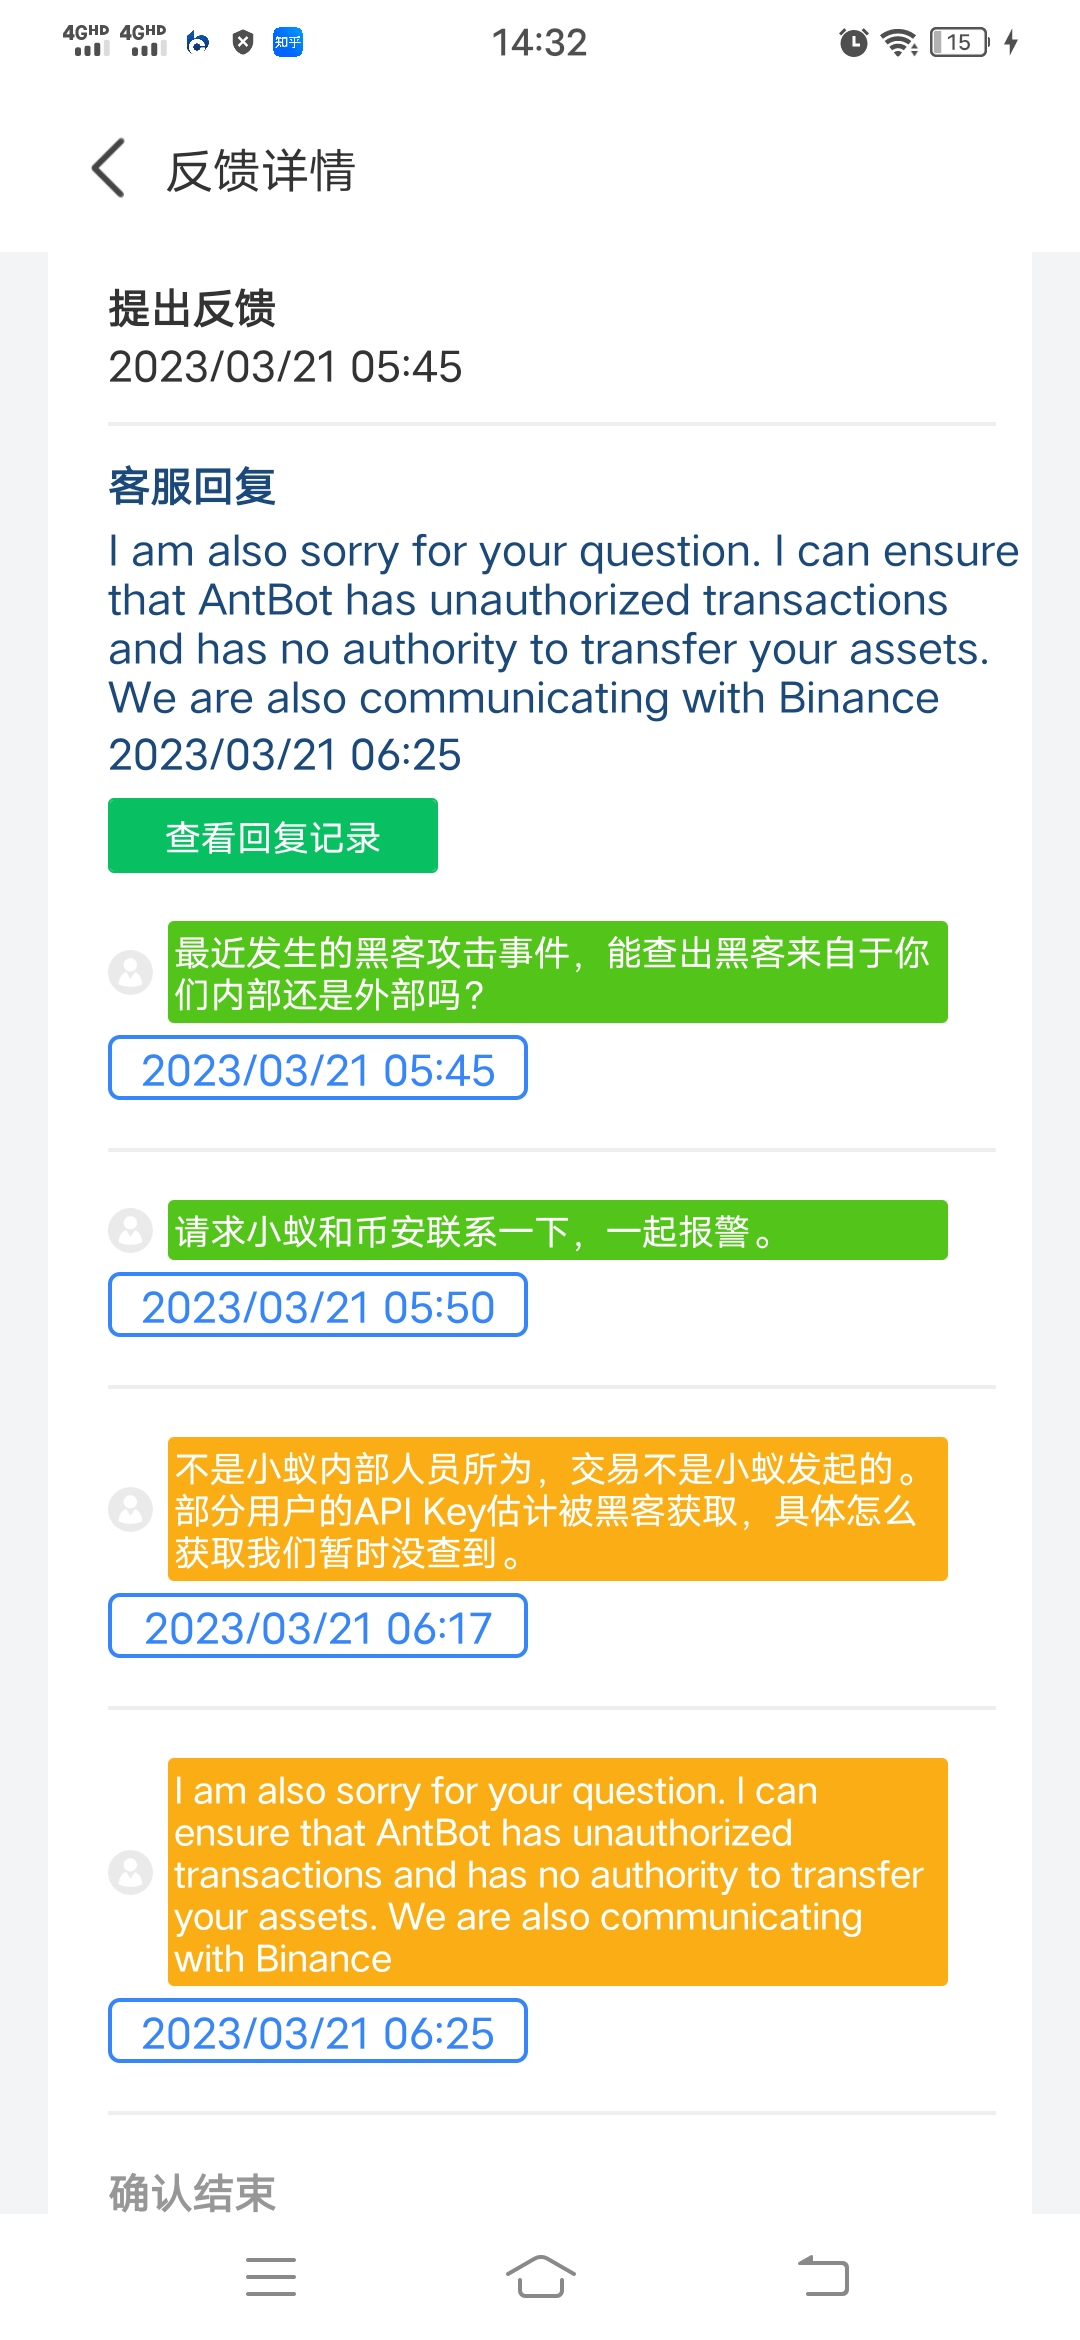 4GHD 4GHD 知乎 14:32 15
反馈详情
提出反馈
2023/03/21 05:45
客服回复
I am also sorry for your question. I can ensure
that AntBot has unauthorized transactions
and has no authority to transfer your assets.
We are also communicating with Binance
2023/03/21 06:25
查看回复记录
最近发生的黑客攻击事件，能查出黑客来自于你
们内部还是外部吗？
2023/03/21 05:45
请求小蚁和币安联系一下，一起报警。
2023/03/21 05:50
不是小蚁内部人员所为，交易不是小蚁发起的。
部分用户的API Key估计被黑客获取，具体怎么
获取我们暂时没查到。
2023/03/21 06:17
I am also sorry for your question. I can
ensure that AntBot has unauthorized
transactions and has no authority to transfer
your assets. We are also communicating
with Binance
2023/03/21 06:25
确认结束